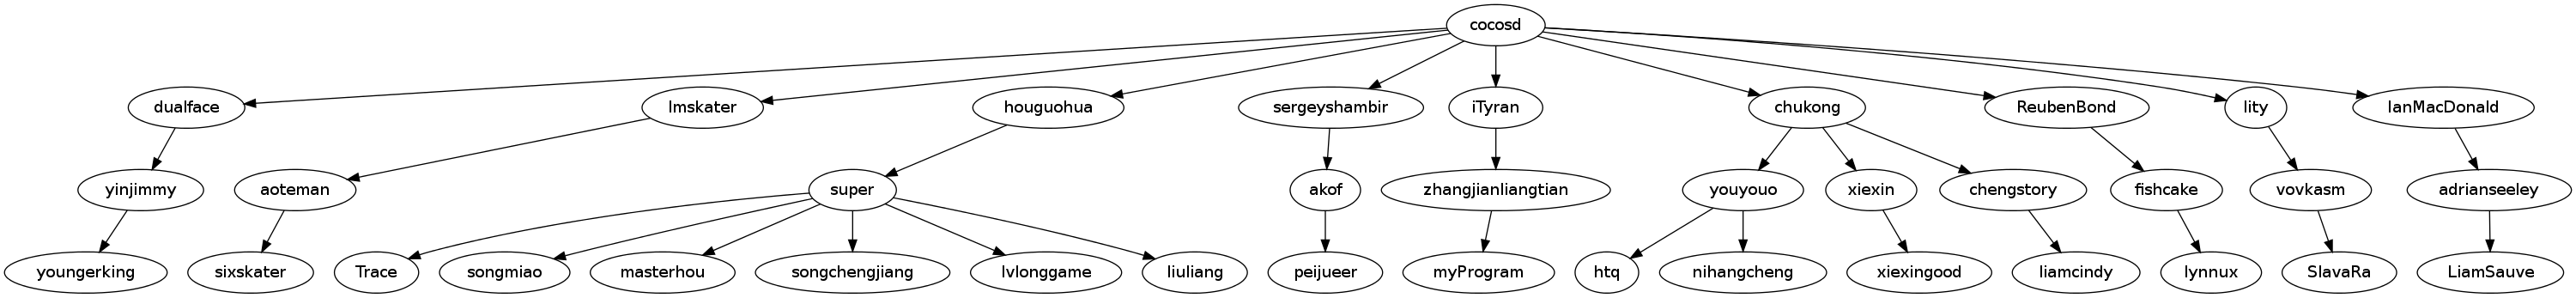 cocosd
dualface
lmskater
houguohua
sergeyshambir
iTyran
chukong
ReubenBond
lity
IanMacDonald
yinjimmy
aoteman
super
akof
zhangjianliangtian
youyouo
xiexin
chengstory
fishcake
vovkasm
adrianseeley
youngerking
sixskater
Trace
songmiao
masterhou
songchengjiang
lvlonggame
liuliang
peijueer
myProgram
htq
nihangcheng
xiexingood
liamcindy
lynnux
SlavaRa
LiamSauve